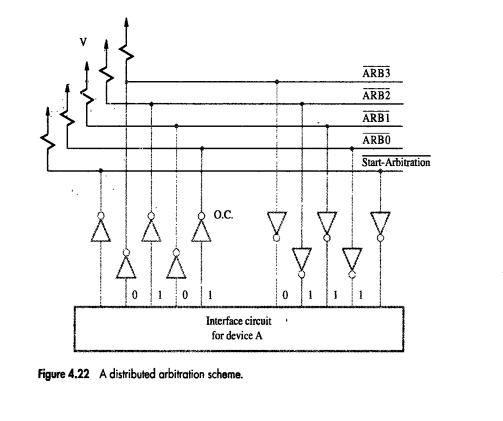 V
ARB3
ARB2
ARB1
ARB0
Start-Arbitration
O.C.
0 1 0 1 0 1 1 1
Interface circuit
for device A
Figure 4.22 A distributed arbitration scheme.